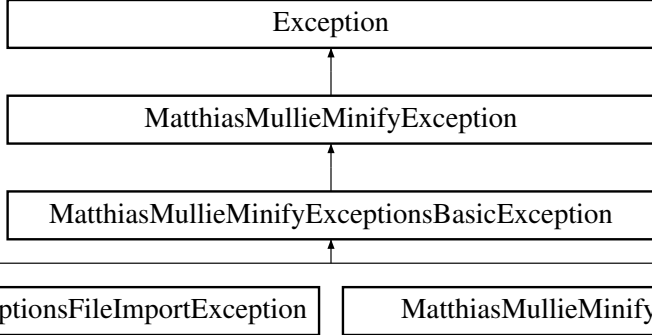 Exception
MatthiasMullieMinifyException
MatthiasMullieMinifyExceptionsBasicException
ptionsFileImportException MatthiasMullieMinify